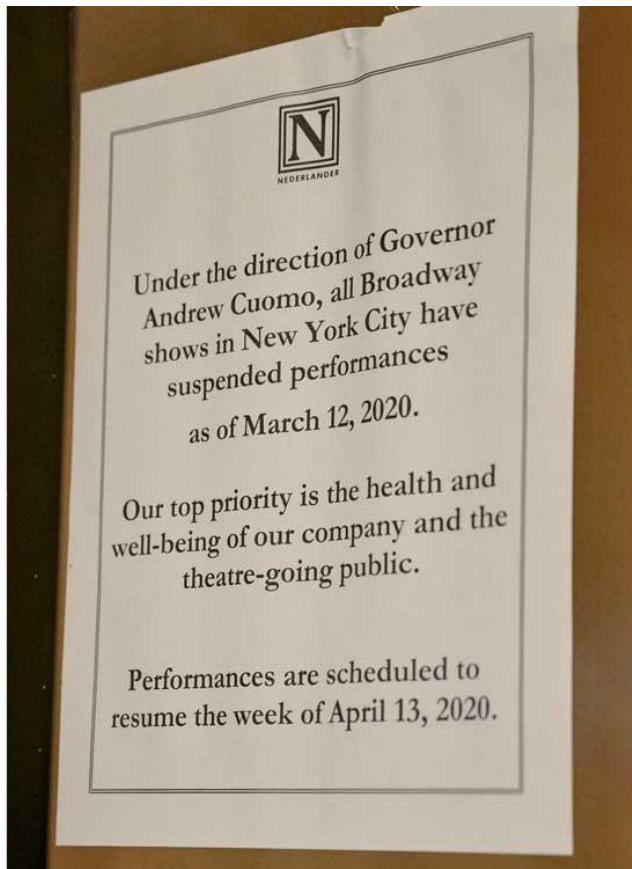 N
NEDERLANDER
Under the direction of Governor
Andrew Cuomo, all Broadway
shows in New York City have
suspended performances
as of March 12, 2020.
Our top priority is the health and
well-being of our company and the
theatre-going public.
Performances are scheduled to
resume the week of April 13, 2020.